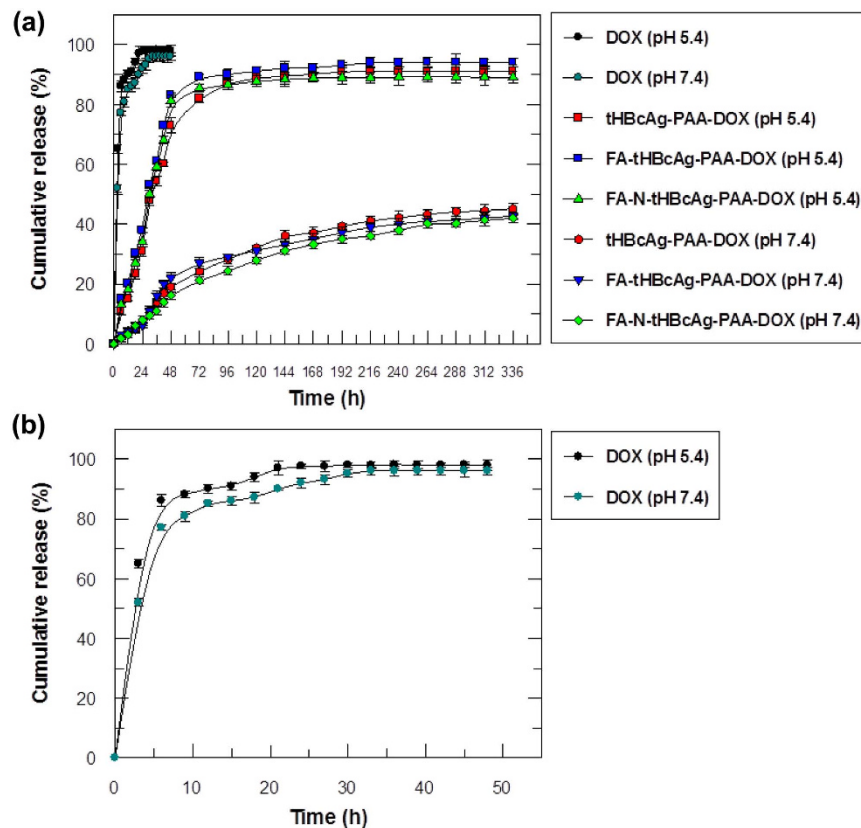 (a)
100
80
60
40
20
0
Cumulative release (%)
0 24 48 72 96 120 144 168 192 216 240 264 288 312 336
Time (h)
DOX (pH 5.4)
DOX (pH 7.4)
tHBcAg-PAA-DOX (pH 5.4)
FA-tHBcAg-PAA-DOX (pH 5.4)
FA-N-tHBcAg-PAA-DOX (pH 5.4)
tHBcAg-PAA-DOX (pH 7.4)
FA-tHBcAg-PAA-DOX (pH 7.4)
FA-N-tHBcAg-PAA-DOX (pH 7.4)
(b)
100
80
60
40
20
0
Cumulative release (%)
0 10 20 30 40 50
Time (h)
DOX (pH 5.4)
DOX (pH 7.4)